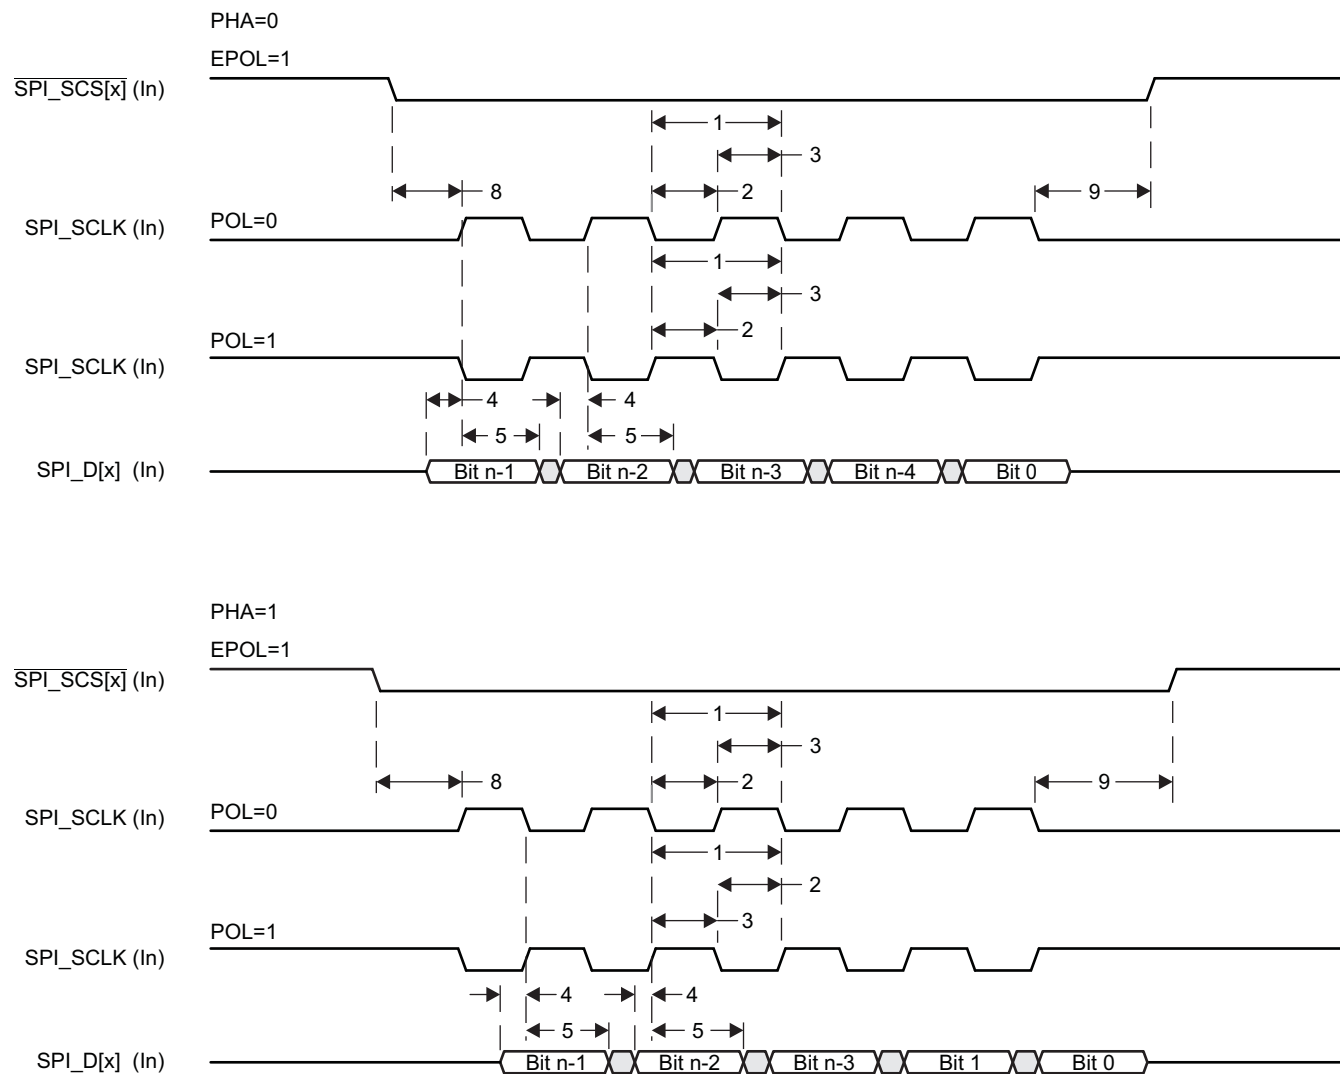 PHA=0
EPOL=1
SPI_SCS[x] (In)
1
3
8
2
9
SPI_SCLK (In)
POL=0
1
3
2
POL=1
SPI_SCLK (In)
4
4
5
5
SPI_D[x] (In)
Bit n-1
Bit n-2
Bit n-3
Bit n-4
Bit 0
PHA=1
EPOL=1
SPI_SCS[x] (In)
1
3
8
2
9
SPI_SCLK (In)
POL=0
1
2
3
POL=1
SPI_SCLK (In)
4
4
5
5
SPI_D[x] (In)
Bit n-1
Bit n-2
Bit n-3
Bit 1
Bit 0